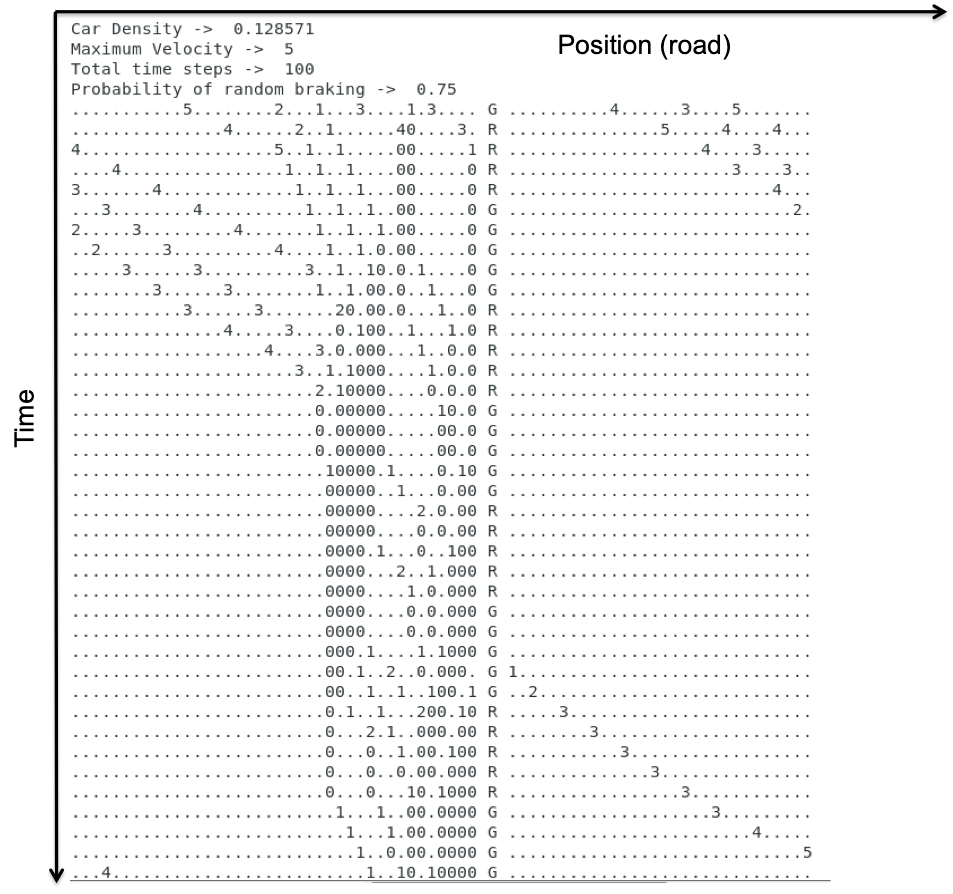 Car Density ->  0.128571
Maximum Velocity ->  5
Total time steps ->  100
Probability of random braking ->  0.75
Position (road)
Time
...........5........2...1...3....1.3.... G ..........4......3....5.......
...............4......2..1......40....3. R ...............5.....4....4...
4...................5..1..1.....00.....1 R ...................4....3.....
....4................1..1..1....00.....0 R ......................3....3..
3.......4.............1..1..1...00.....0 R ..........................4...
...3........4..........1..1..1..00.....0 G ............................2.
2.....3.........4.......1..1..1.00.....0 G ..............................
..2......3..........4....1..1.0.00.....0 G ..............................
.....3......3..........3..1..10.0.1....0 G ..............................
........3......3........1..1.00.0..1...0 G ..............................
...........3......3.......20.00.0...1..0 R ..............................
...............4.....3....0.100..1...1.0 R ..............................
...................4....3.0.000...1..0.0 R ..............................
......................3..1.1000....1.0.0 R ..............................
........................2.10000....0.0.0 R ..............................
........................0.00000.....10.0 G ..............................
........................0.00000.....00.0 G ..............................
........................0.00000.....00.0 G ..............................
.........................10000.1....0.10 G ..............................
.........................00000..1...0.00 G ..............................
.........................00000....2.0.00 R ..............................
.........................00000....0.0.00 R ..............................
.........................0000.1...0..100 R ..............................
.........................0000...2..1.000 R ..............................
.........................0000....1.0.000 R ..............................
.........................0000....0.0.000 G ..............................
.........................0000....0.0.000 G ..............................
.........................000.1....1.1000 G ..............................
.........................00.1..2..0.000. G 1.............................
.........................00..1..1..100.1 G ..2...........................
.........................0.1..1...200.10 R .....3........................
.........................0...2.1..000.00 R ........3.....................
.........................0...0..1.00.100 R ...........3..................
.........................0...0..0.00.000 R ..............3...............
.........................0...0...10.1000 R .................3............
..........................1...1..00.0000 G ....................3.........
...........................1...1.00.0000 G ........................4.....
............................1..0.00.0000 G .............................5
...4.........................1..10.10000 G ..............................